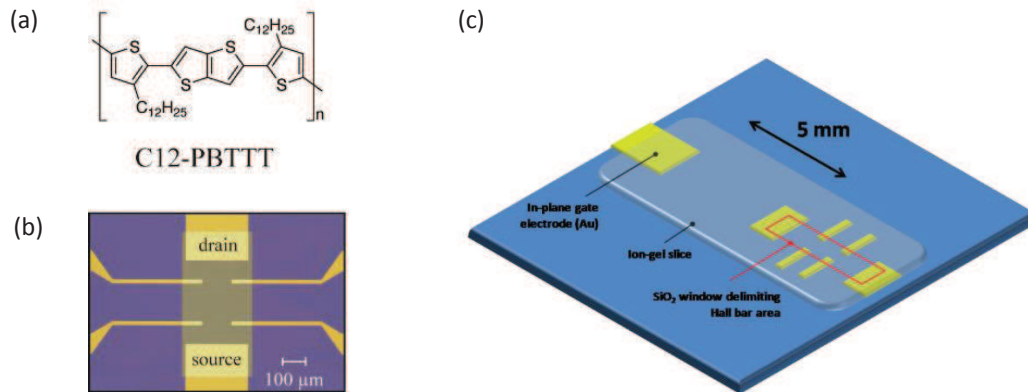 (a)
C12H25
S
S
S
S
C12H25
n
C12-PBTTT
(b)
drain
source
100 μm
(c)
5 mm
In-plane gate
electrode (Au)
Ion-gel slice
SiO2 window delimiting
Hall bar area